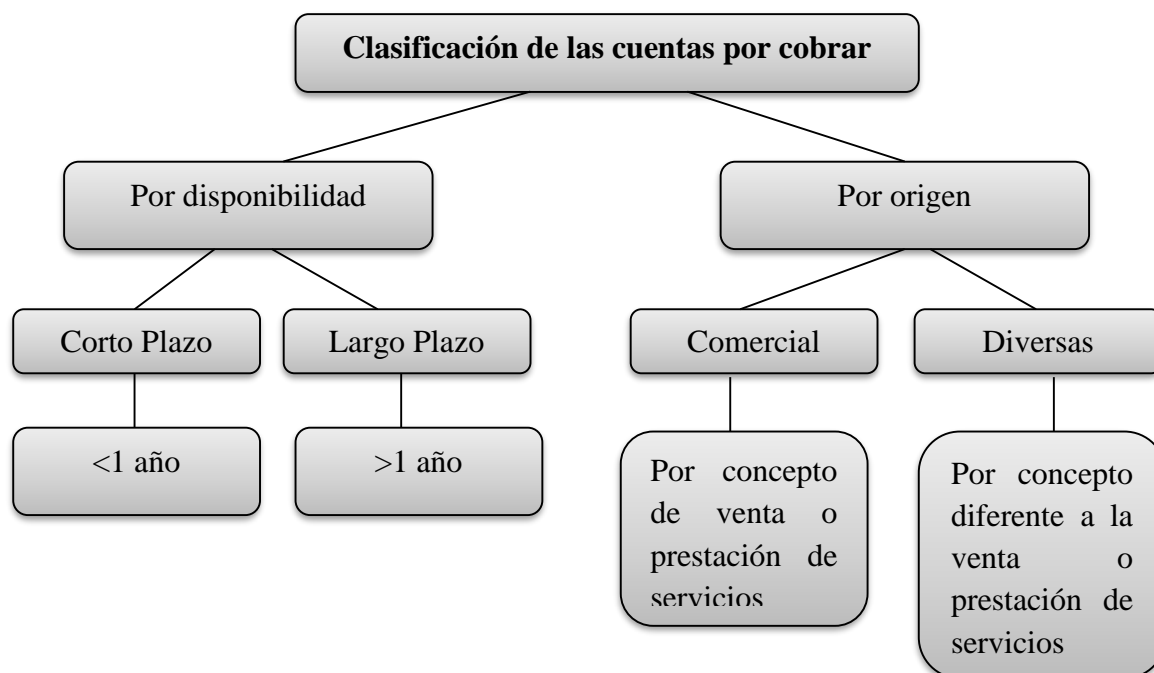 Clasificación de las cuentas por cobrar
Por disponibilidad
Por origen
Corto Plazo
Largo Plazo
Comercial
Diversas
<1 año
>1 año
Por concepto
de venta o
prestación de
servicios
Por concepto
diferente a la
venta o
prestación de
servicios